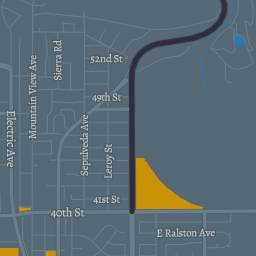 52nd St
Sierra Rd
Mountain View Ave
49th St
Electric Ave
Sepulveda Ave
Leroy St
41st St
40th St
E Ralston Ave